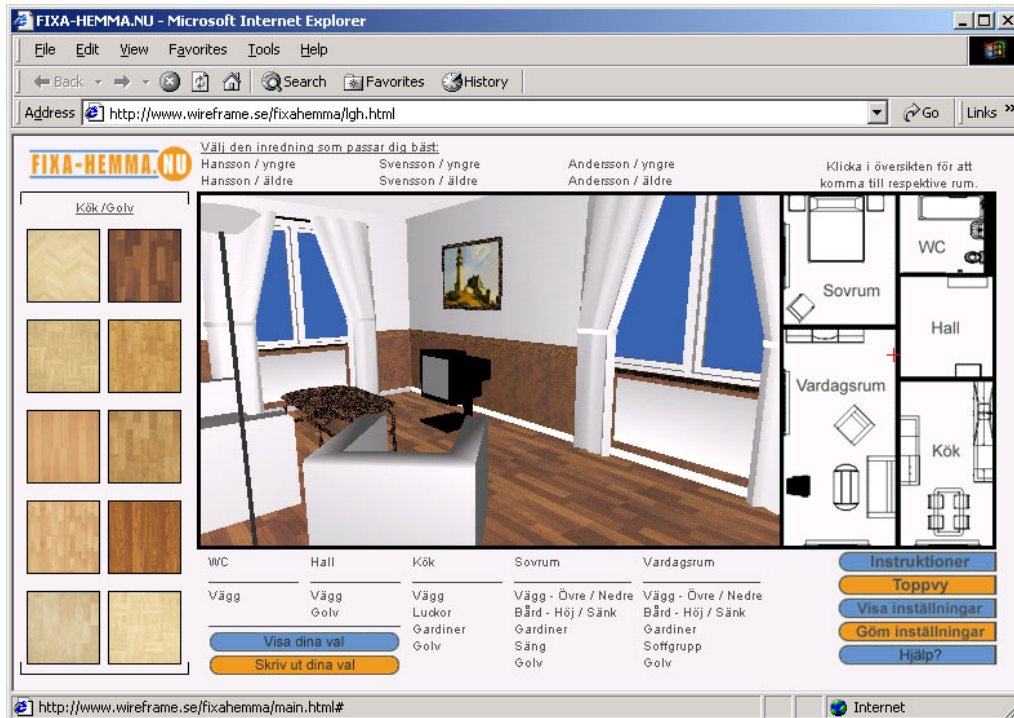 FIXA-HEMMA.NU - Microsoft Internet Explorer
File Edit View Favorites Tools Help
Back Search Favorites History
Address http://www.wireframe.se/fixahemma/lgh.html Go Links »
FIXA-HEMMA.NU
Välj den inredning som passar dig bäst:
Hansson / yngre Svensson / yngre Andersson / yngre
Hansson / äldre Svensson / äldre Andersson / äldre
Klicka i översikten för att
komma till respektive rum.
Kök /Golv
WC
Sovrum
Hall
Vardagsrum
Kök
WC Hall Kök Sovrum Vardagsrum
Vägg Vägg Vägg Vägg - Övre / Nedre Vägg - Övre / Nedre
Golv Luckor Bård - Höj / Sänk Bård - Höj / Sänk
Gardiner Gardiner Gardiner
Golv Säng Soffgrupp
Golv Golv
Visa dina val
Skriv ut dina val
Instruktioner
Toppvy
Visa inställningar
Göm inställningar
Hjälp?
http://www.wireframe.se/fixahemma/main.html# Internet